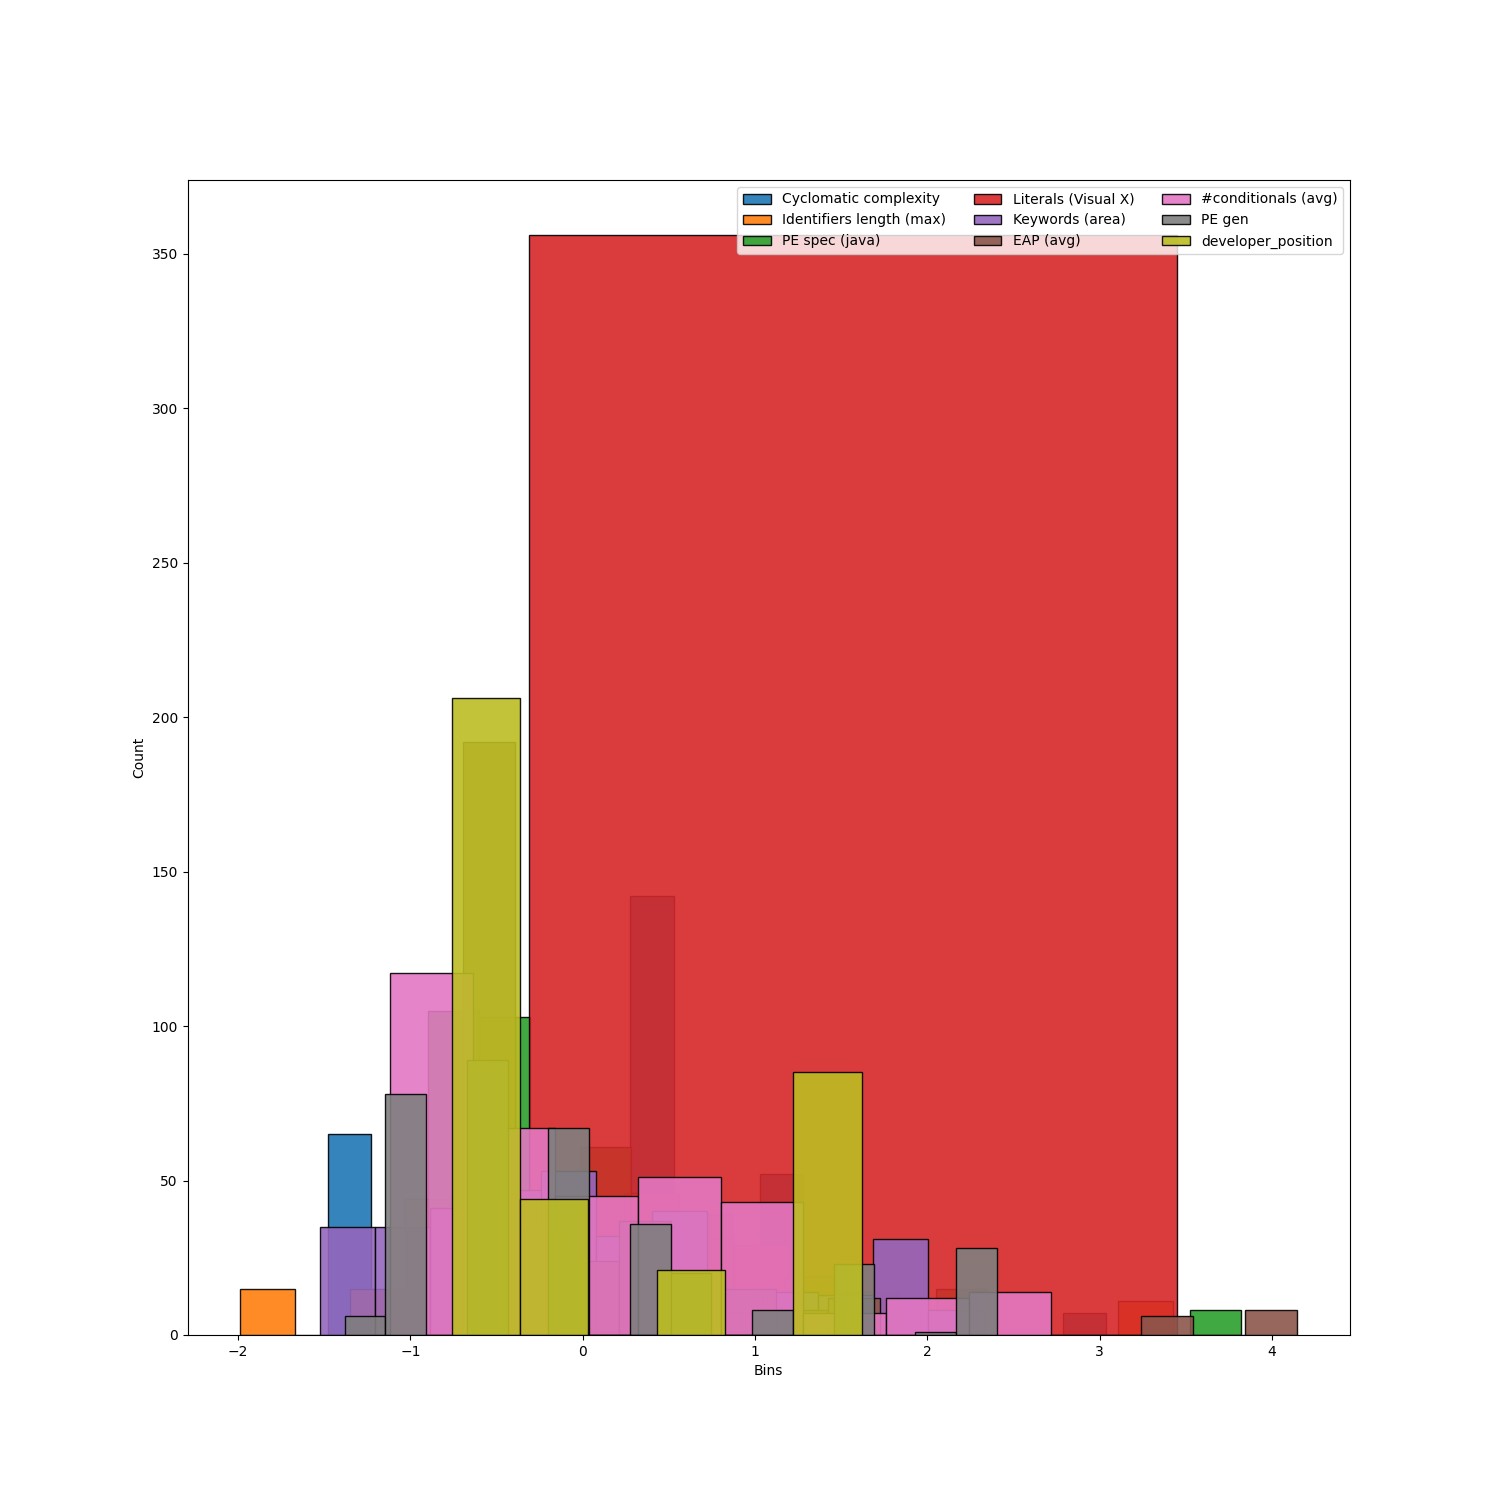 Cyclomatic complexity
Identifiers length (max)
PE spec (java)
Literals (Visual X)
Keywords (area)
EAP (avg)
#conditionals (avg)
PE gen
developer_position
350
300
250
200
150
100
50
0
Count
−2 −1 0 1 2 3 4
Bins